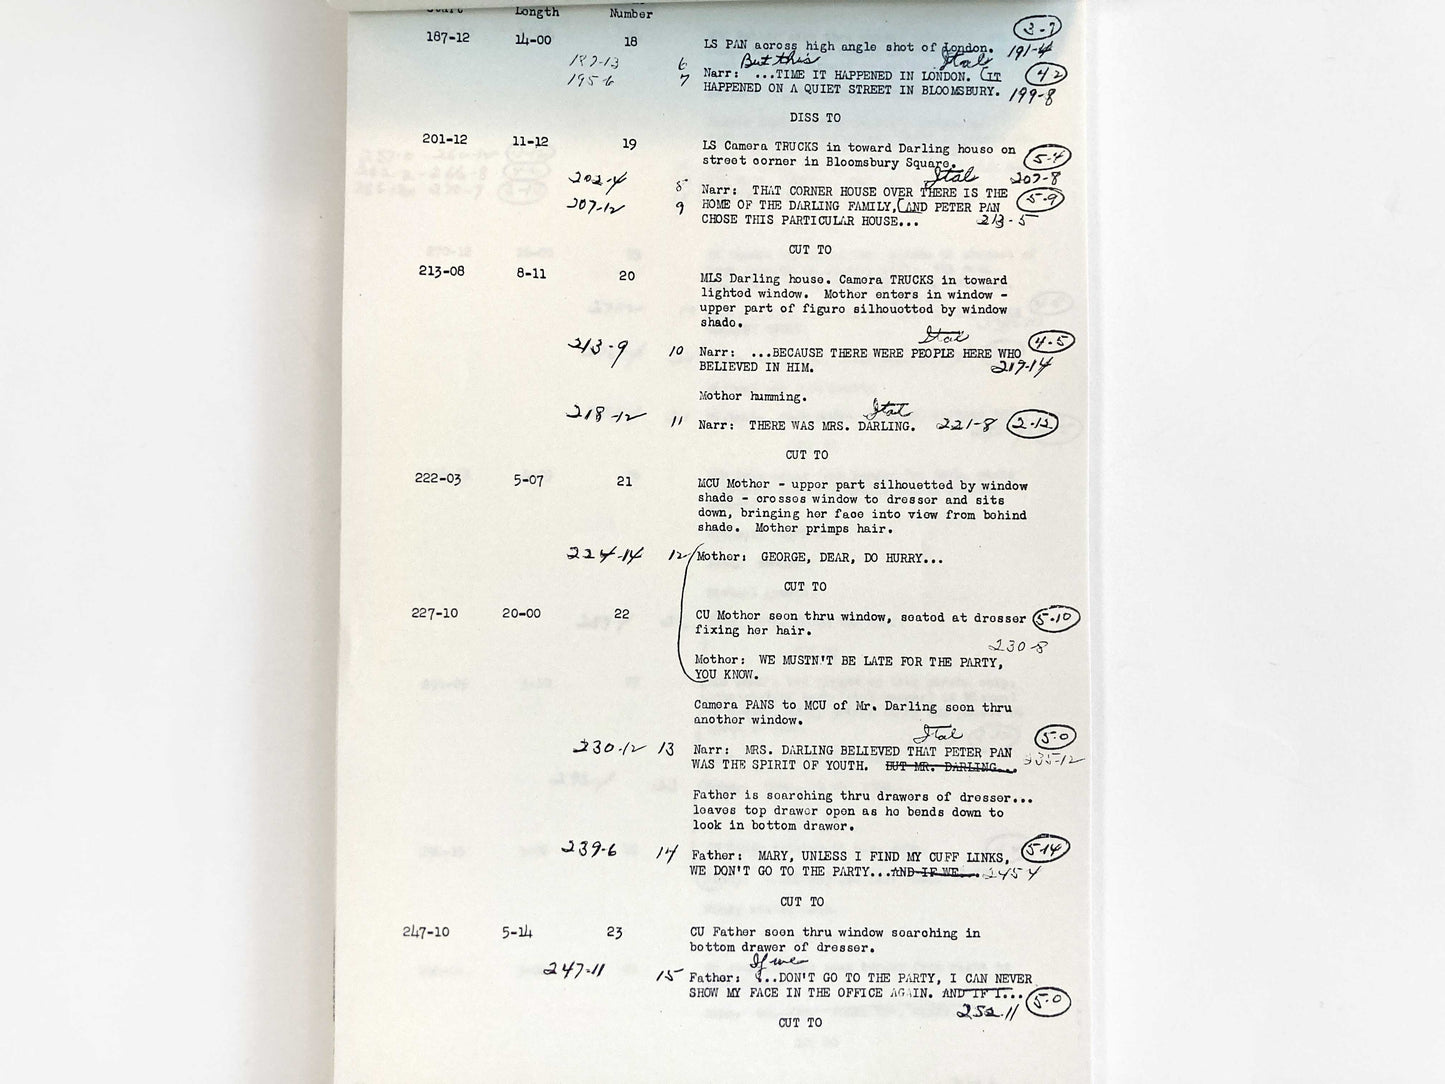 Length
Number
3-7
187-12 14-00 18 LS PAN across high angle shot of London. 191-4
187-13 6 But this Ital
195-6 7 Narr: ...TIME IT HAPPENED IN LONDON. (IT 4 2
HAPPENED ON A QUIET STREET IN BLOOMSBURY. 199-8
DISS TO
201-12 11-12 19 LS Camera TRUCKS in toward Darling house on 5-4
street corner in Bloomsbury Square.
202-4 8 Ital 207-8
Narr: THAT CORNER HOUSE OVER THERE IS THE 5-9
207-12 9 HOME OF THE DARLING FAMILY, (AND PETER PAN
CHOSE THIS PARTICULAR HOUSE... 213-5
CUT TO
213-08 8-11 20 MLS Darling house. Camera TRUCKS in toward
lighted window. Mother enters in window -
upper part of figure silhouetted by window
shade.
Ital 4-5
213-9 10 Narr: ...BECAUSE THERE WERE PEOPLE HERE WHO
BELIEVED IN HIM. 217-14
Mother humming.
Ital
218-12 11 Narr: THERE WAS MRS. DARLING. 221-8 2-12
CUT TO
222-03 5-07 21 MCU Mother - upper part silhouetted by window
shade - crosses window to dresser and sits
down, bringing her face into view from behind
shade. Mother primps hair.
224-14 12 Mother: GEORGE, DEAR, DO HURRY...
CUT TO
227-10 20-00 22 CU Mother seen thru window, seated at dresser 5-10
fixing her hair.
230-8
Mother: WE MUSTN'T BE LATE FOR THE PARTY,
YOU KNOW.
Camera PANS to MCU of Mr. Darling seen thru
another window.
Ital 5-0
230-12 13 Narr: MRS. DARLING BELIEVED THAT PETER PAN
WAS THE SPIRIT OF YOUTH. BUT MR. DARLING... 235-12
Father is searching thru drawers of dresser...
leaves top drawer open as he bends down to
look in bottom drawer.
239-6 14 Father: MARY, UNLESS I FIND MY CUFF LINKS, 5-14
WE DON'T GO TO THE PARTY...AND IF WE... 245 4
CUT TO
247-10 5-14 23 CU Father seen thru window searching in
bottom drawer of dresser.
If we
247-11 15 Father: ...DON'T GO TO THE PARTY, I CAN NEVER
SHOW MY FACE IN THE OFFICE AGAIN. AND IF I... 5-0
252-11
CUT TO